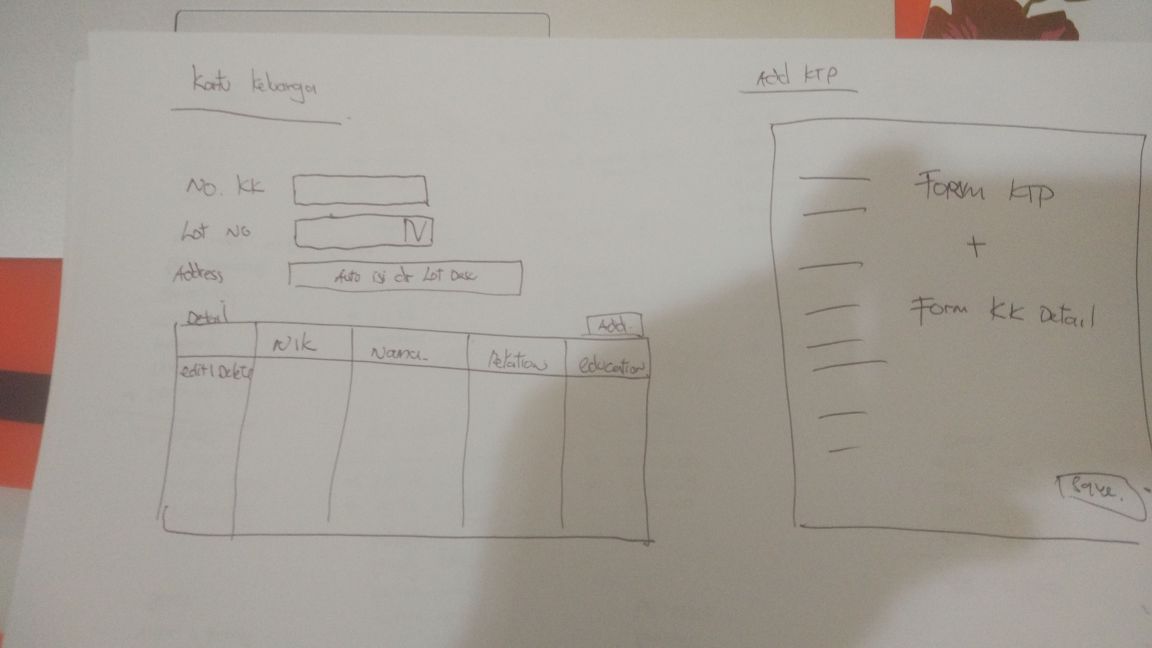 Kartu Keluarga
No. KK
Lot No
Address
Auto isi dr Lot Desc
Detail
Add.
NIK
Nama
Relation
education
edit | Delete
Add KTP
Form KTP
+
Form KK Detail
Save.